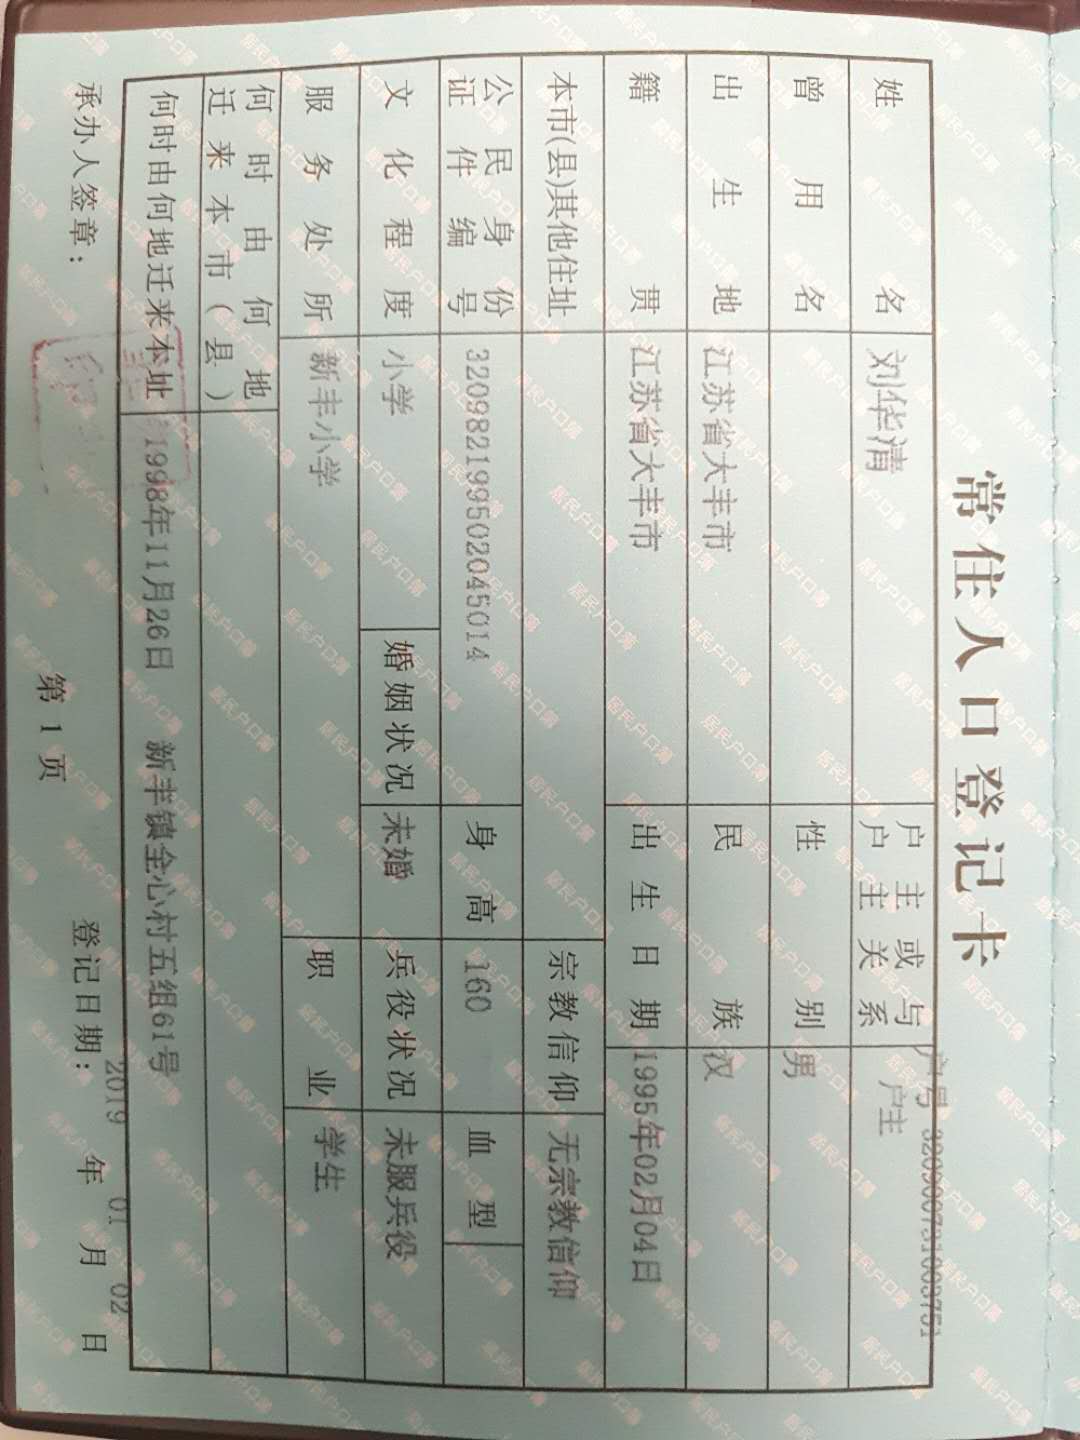 常住人口登记卡
户号 320900731003751
姓名 刘华清 户主或与户主关系 户主
曾用名 性别 男
出生地 江苏省大丰市 民族 汉
籍贯 江苏省大丰市 出生日期 1995年02月04日
本市(县)其他住址 宗教信仰 无宗教信仰
公民身份证件编号 320982199502045014 身高 160 血型
文化程度 小学 婚姻状况 未婚 兵役状况 未服兵役
服务处所 新丰小学 职业 学生
何时由何地迁来本市(县)
何时由何地迁来本址 1998年11月26日 新丰镇全心村五组61号
承办人签章: 登记日期: 2019 年 01 月 02 日
第 1 页